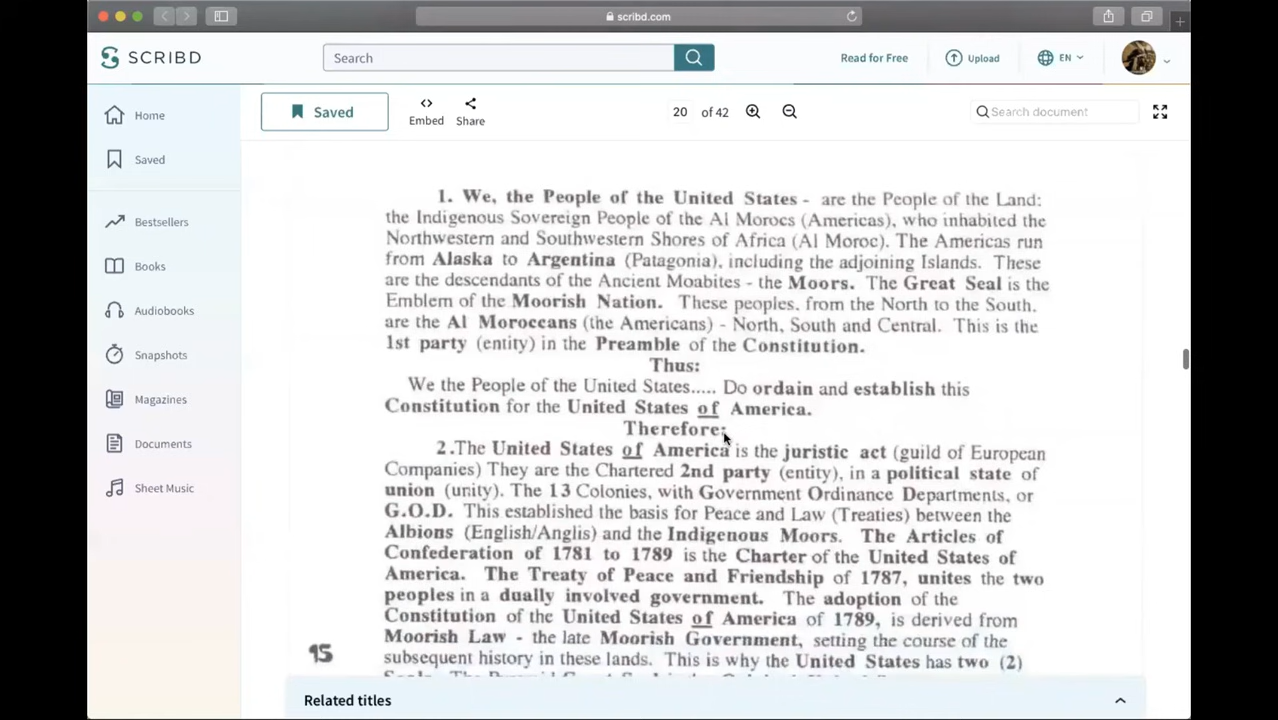 scribd.com
SCRIBD
Search
Read for Free
Upload
EN
Home
Saved
Bestsellers
Books
Audiobooks
Snapshots
Magazines
Documents
Sheet Music
Saved
Embed
Share
20 of 42
Search document
1. We, the People of the United States - are the People of the Land:
the Indigenous Sovereign People of the Al Morocs (Americas), who inhabited the
Northwestern and Southwestern Shores of Africa (Al Moroc). The Americas run
from Alaska to Argentina (Patagonia), including the adjoining Islands. These
are the descendants of the Ancient Moabites - the Moors. The Great Seal is the
Emblem of the Moorish Nation. These peoples, from the North to the South,
are the Al Moroccans (the Americans) - North, South and Central. This is the
1st party (entity) in the Preamble of the Constitution.
Thus:
We the People of the United States..... Do ordain and establish this
Constitution for the United States of America.
Therefore:
2.The United States of America is the juristic act (guild of European
Companies) They are the Chartered 2nd party (entity), in a political state of
union (unity). The 13 Colonies, with Government Ordinance Departments, or
G.O.D. This established the basis for Peace and Law (Treaties) between the
Albions (English/Anglis) and the Indigenous Moors. The Articles of
Confederation of 1781 to 1789 is the Charter of the United States of
America. The Treaty of Peace and Friendship of 1787, unites the two
peoples in a dually involved government. The adoption of the
Constitution of the United States of America of 1789, is derived from
Moorish Law - the late Moorish Government, setting the course of the
subsequent history in these lands. This is why the United States has two (2)
15
Related titles